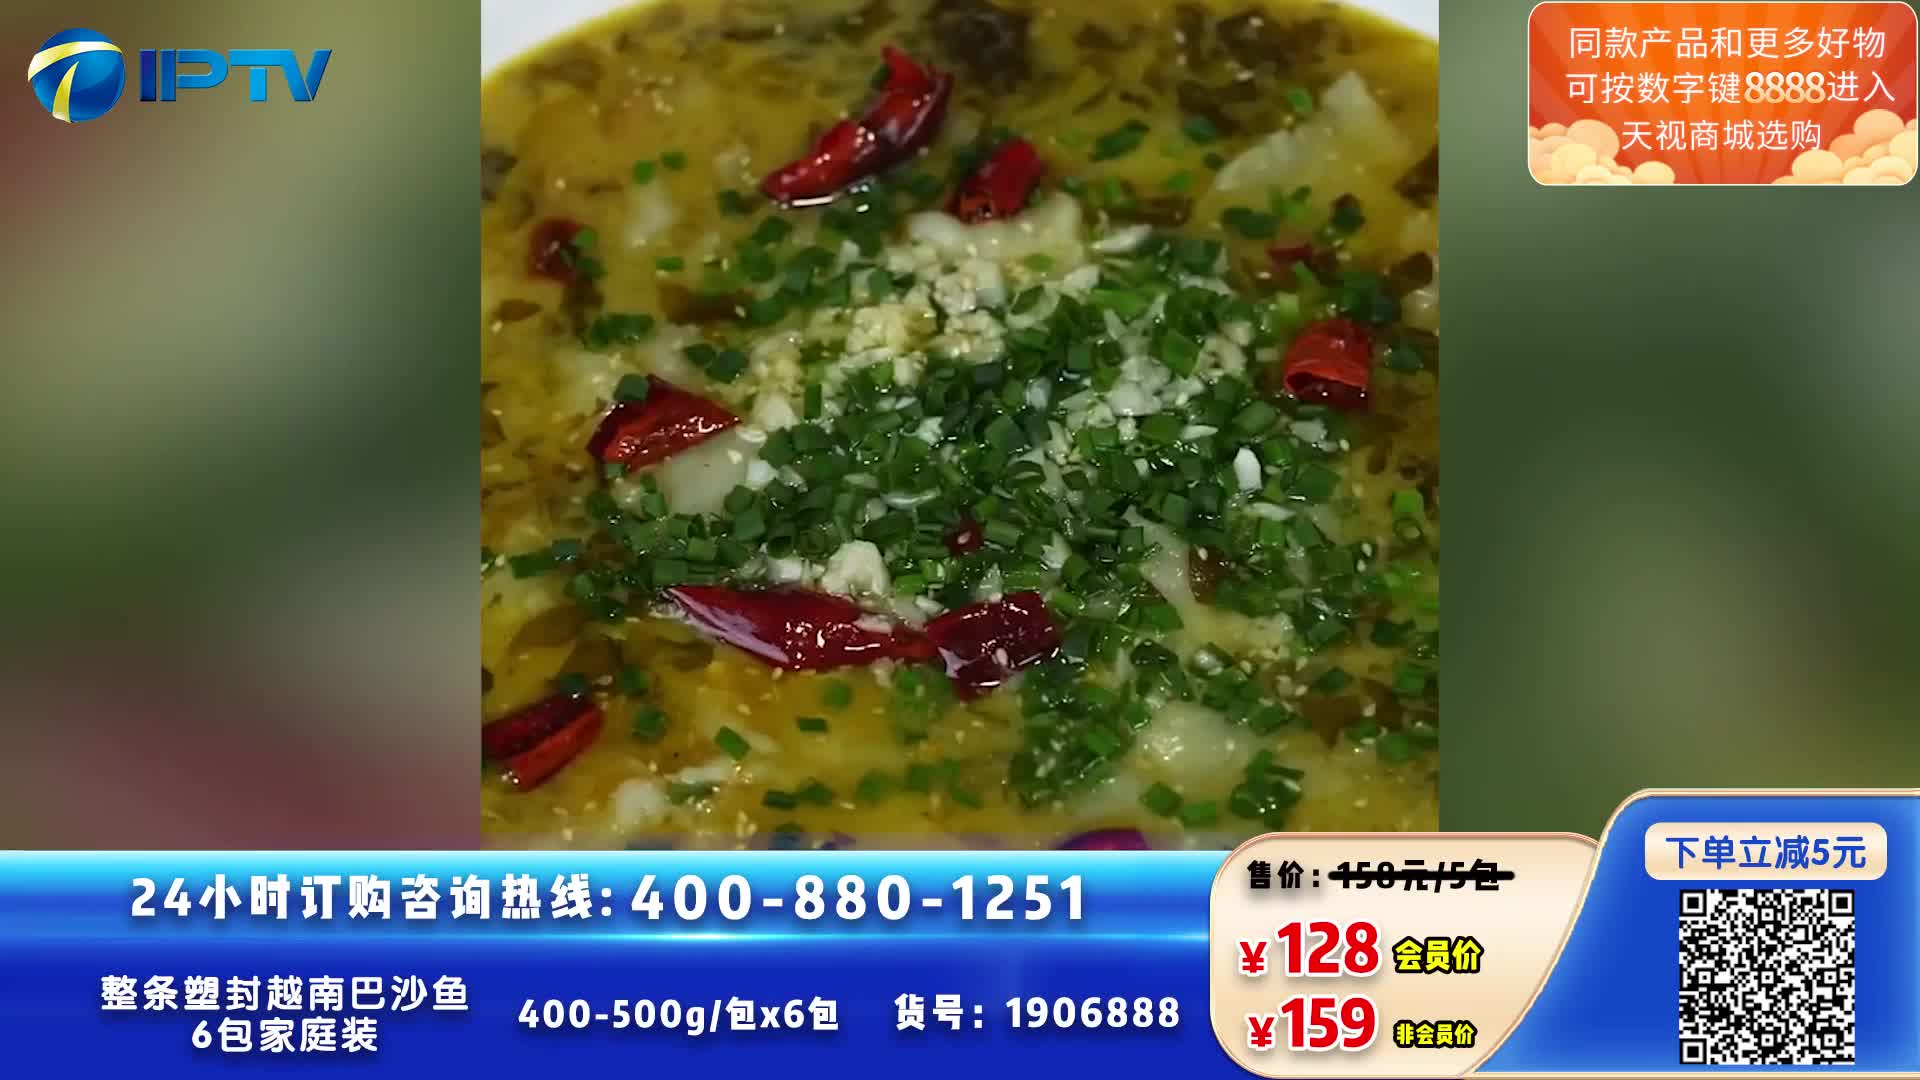 IPTV
同款产品和更多好物
可按数字键8888进入
天视商城选购
24小时订购咨询热线: 400-880-1251
整条塑封越南巴沙鱼
6包家庭装
400-500g/包x6包
货号: 1906888
售价: 158元/5包
¥128 会员价
¥159 非会员价
下单立减5元